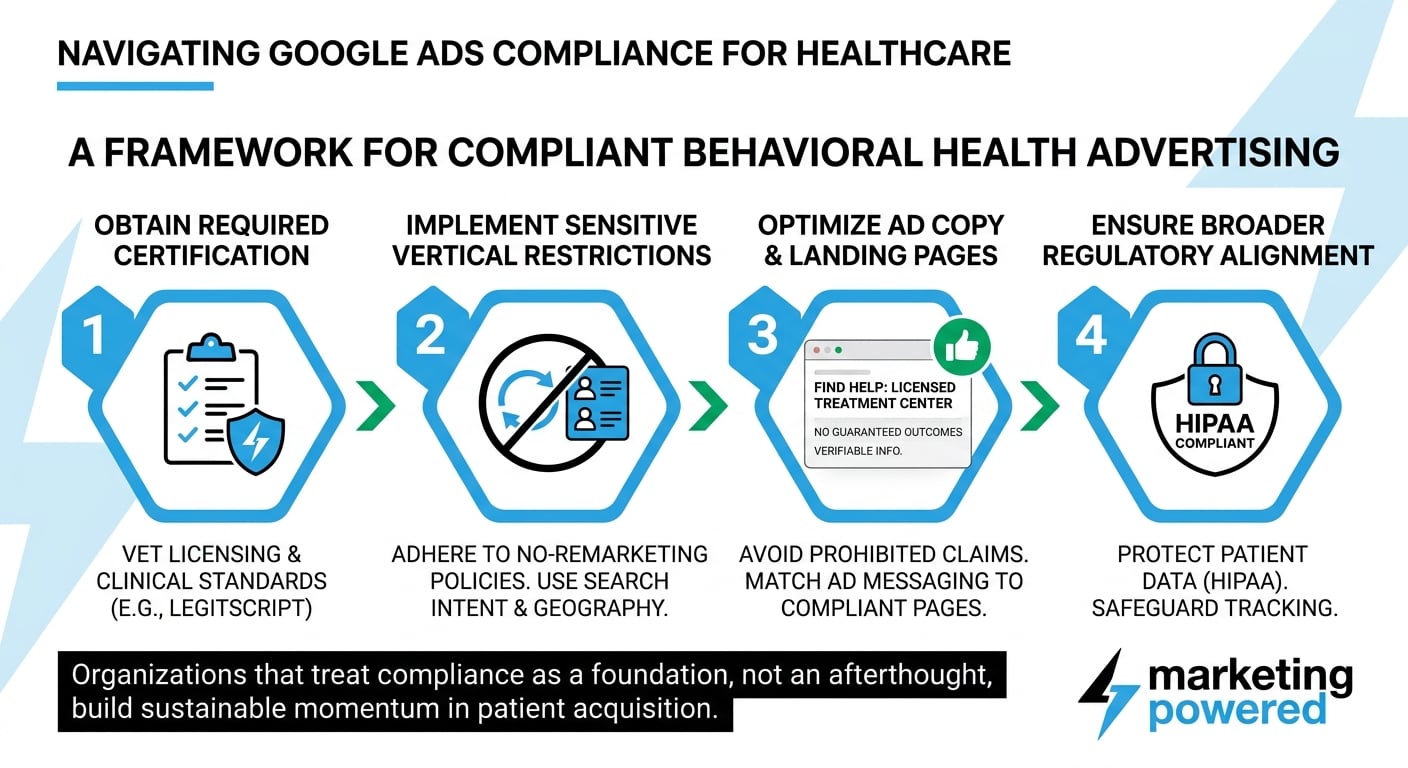 NAVIGATING GOOGLE ADS COMPLIANCE FOR HEALTHCARE
A FRAMEWORK FOR COMPLIANT BEHAVIORAL HEALTH ADVERTISING
OBTAIN REQUIRED
CERTIFICATION
1
VET LICENSING &
CLINICAL STANDARDS
(E.G., LEGITSCRIPT)
IMPLEMENT SENSITIVE
VERTICAL RESTRICTIONS
2
ADHERE TO NO-REMARKETING
POLICIES. USE SEARCH
INTENT & GEOGRAPHY.
OPTIMIZE AD COPY
& LANDING PAGES
3
FIND HELP: LICENSED
TREATMENT CENTER
NO GUARANTEED OUTCOMES
VERIFIABLE INFO.
AVOID PROHIBITED CLAIMS.
MATCH AD MESSAGING TO
COMPLIANT PAGES.
ENSURE BROADER
REGULATORY ALIGNMENT
4
HIPAA
COMPLIANT
PROTECT PATIENT
DATA (HIPAA).
SAFEGUARD TRACKING.
Organizations that treat compliance as a foundation, not an afterthought,
build sustainable momentum in patient acquisition.
marketing
powered